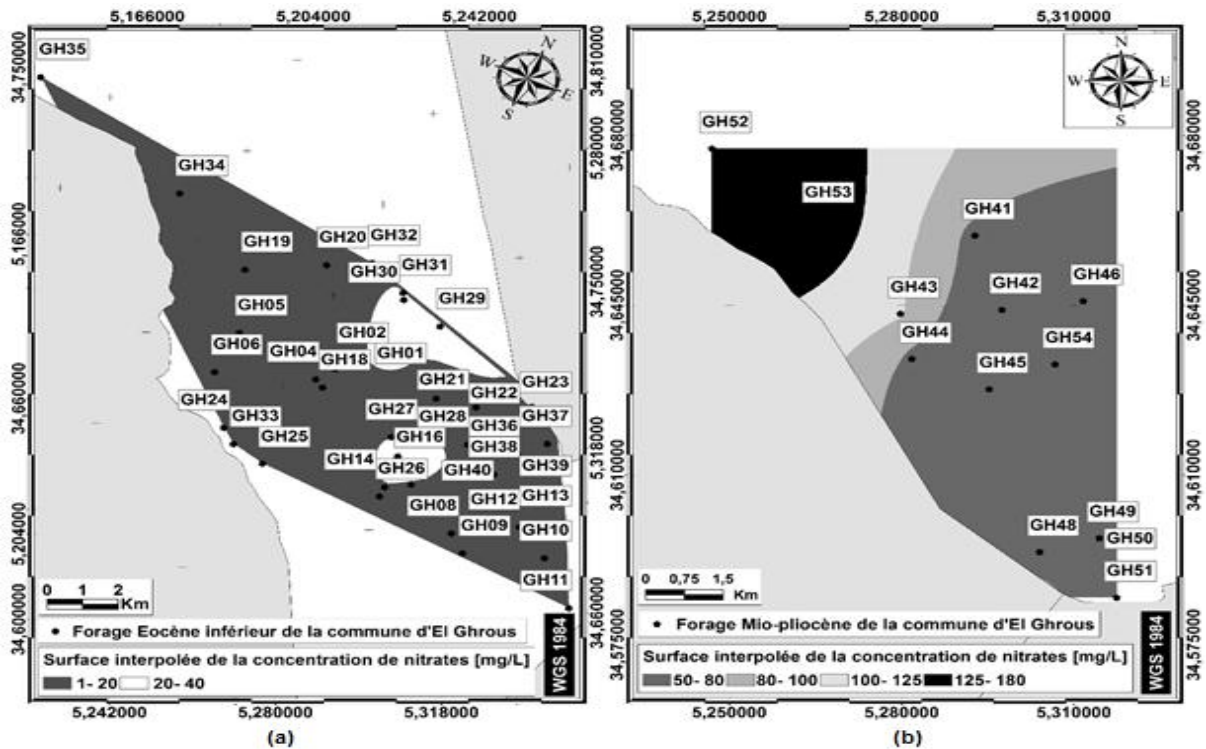 5,166000 5,204000 5,242000
34,750000
5,166000
34,660000
5,204000
34,600000
34,810000
5,280000
34,750000
5,318000
34,660000
5,242000 5,280000 5,318000
GH35
N
W
E
S
GH34
GH32
GH20
GH19
GH31
GH30
GH29
GH05
GH02
GH06
GH04
GH01
GH18
GH23
GH21
GH22
GH24
GH27
GH37
GH28
GH33
GH36
GH16
GH25
GH38
GH14
GH39
GH26
GH40
GH12
GH13
GH08
GH09
GH10
GH11
0 1 2
Km
Forage Eocène inférieur de la commune d'El Ghrous
Surface interpolée de la concentration de nitrates [mg/L]
1- 20 20- 40
WGS 1984
(a)
5,250000 5,280000 5,310000
34,680000
34,645000
34,610000
34,575000
34,680000
34,645000
34,610000
34,575000
5,250000 5,280000 5,310000
N
W
E
S
GH52
GH53
GH41
GH46
GH43
GH42
GH44
GH54
GH45
GH49
GH48
GH50
GH51
0 0,75 1,5
Km
Forage Mio-pliocène de la commune d'El Ghrous
Surface interpolée de la concentration de nitrates [mg/L]
50- 80 80- 100 100- 125 125- 180
WGS 1984
(b)